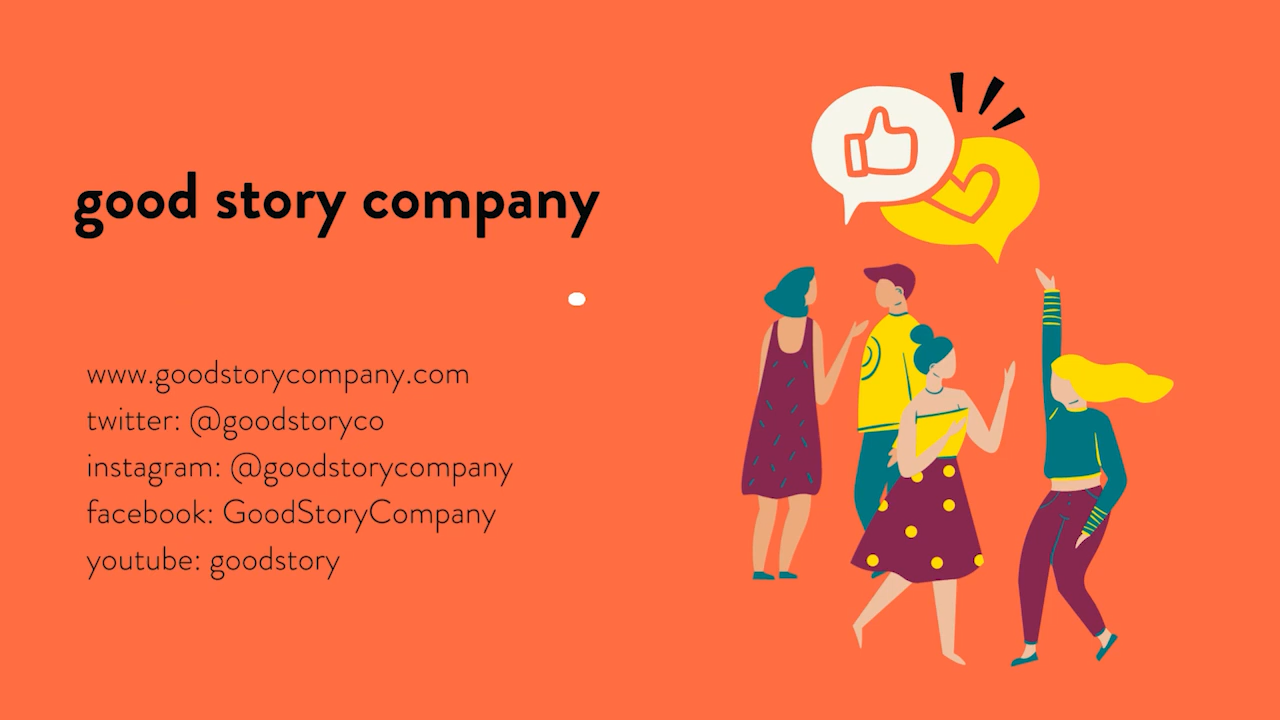 good story company
www.goodstorycompany.com
twitter: @goodstoryco
instagram: @goodstorycompany
facebook: GoodStoryCompany
youtube: goodstory